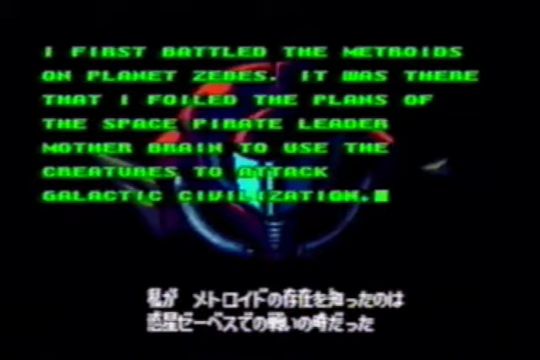 I FIRST BATTLED THE METROIDS
ON PLANET ZEBES. IT WAS THERE
THAT I FOILED THE PLANS OF
THE SPACE PIRATE LEADER
MOTHER BRAIN TO USE THE
CREATURES TO ATTACK
GALACTIC CIVILIZATION.
私が メトロイドの存在を知ったのは
惑星ゼーベスでの戦いの時だった